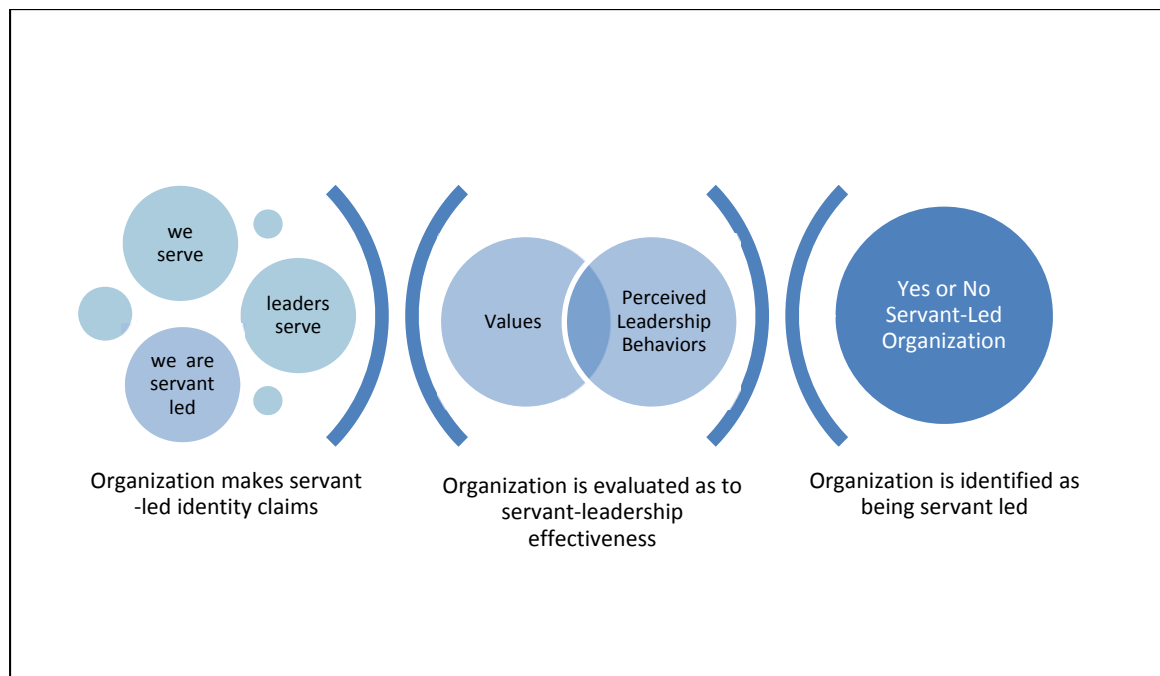 we
serve
leaders
serve
we are
servant
led
Organization makes servant
-led identity claims
Values
Perceived
Leadership
Behaviors
Organization is evaluated as to
servant-leadership
effectiveness
Yes or No
Servant-Led
Organization
Organization is identified as
being servant led